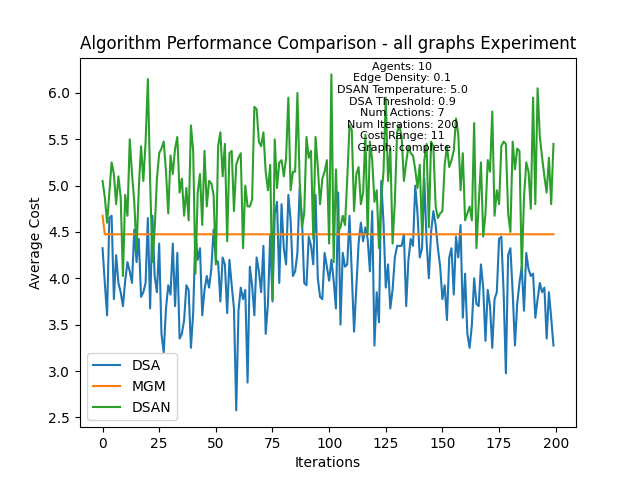 Algorithm Performance Comparison - all graphs Experiment
Agents: 10
Edge Density: 0.1
DSAN Temperature: 5.0
DSA Threshold: 0.9
Num Actions: 7
Num Iterations: 200
Cost Range: 11
Graph: complete
Average Cost
6.0
5.5
5.0
4.5
4.0
3.5
3.0
2.5
DSA
MGM
DSAN
0 25 50 75 100 125 150 175 200
Iterations